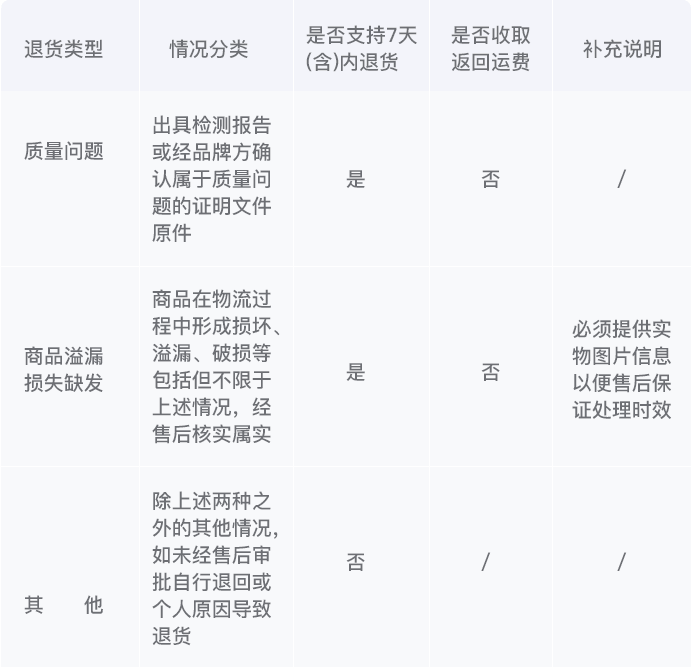 退货类型
情况分类
是否支持7天
(含)内退货
是否收取
返回运费
补充说明
质量问题
出具检测报告
或经品牌方确
认属于质量问
题的证明文件
原件
是
否
/
商品溢漏
损失缺发
商品在物流过
程中形成损坏、
溢漏、破损等
包括但不限于
上述情况，经
售后核实属实
是
否
必须提供实
物图片信息
以便售后保
证处理时效
其 他
除上述两种之
外的其他情况，
如未经售后审
批自行退回或
个人原因导致
退货
否
/
/